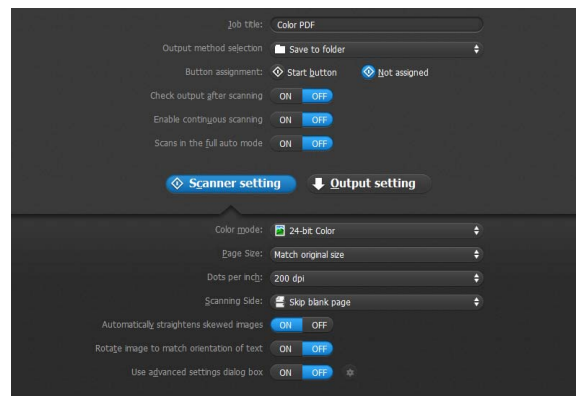 Job title: Color PDF
Output method selection Save to folder
Button assignment: Start button Not assigned
Check output after scanning ON OFF
Enable continuous scanning ON OFF
Scans in the full auto mode ON OFF
Scanner setting Output setting
Color mode: 24-bit Color
Page Size: Match original size
Dots per inch: 200 dpi
Scanning Side: Skip blank page
Automatically straightens skewed images ON OFF
Rotate image to match orientation of text ON OFF
Use advanced settings dialog box ON OFF